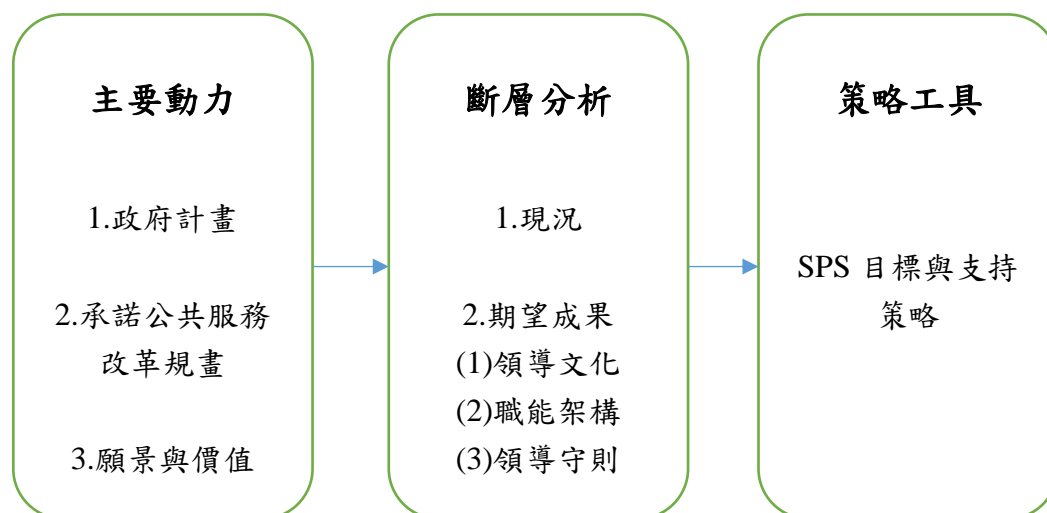 主要動力
1.政府計畫
2.承諾公共服務
改革規畫
3.願景與價值
斷層分析
1.現況
2.期望成果
(1)領導文化
(2)職能架構
(3)領導守則
策略工具
SPS 目標與支持
策略